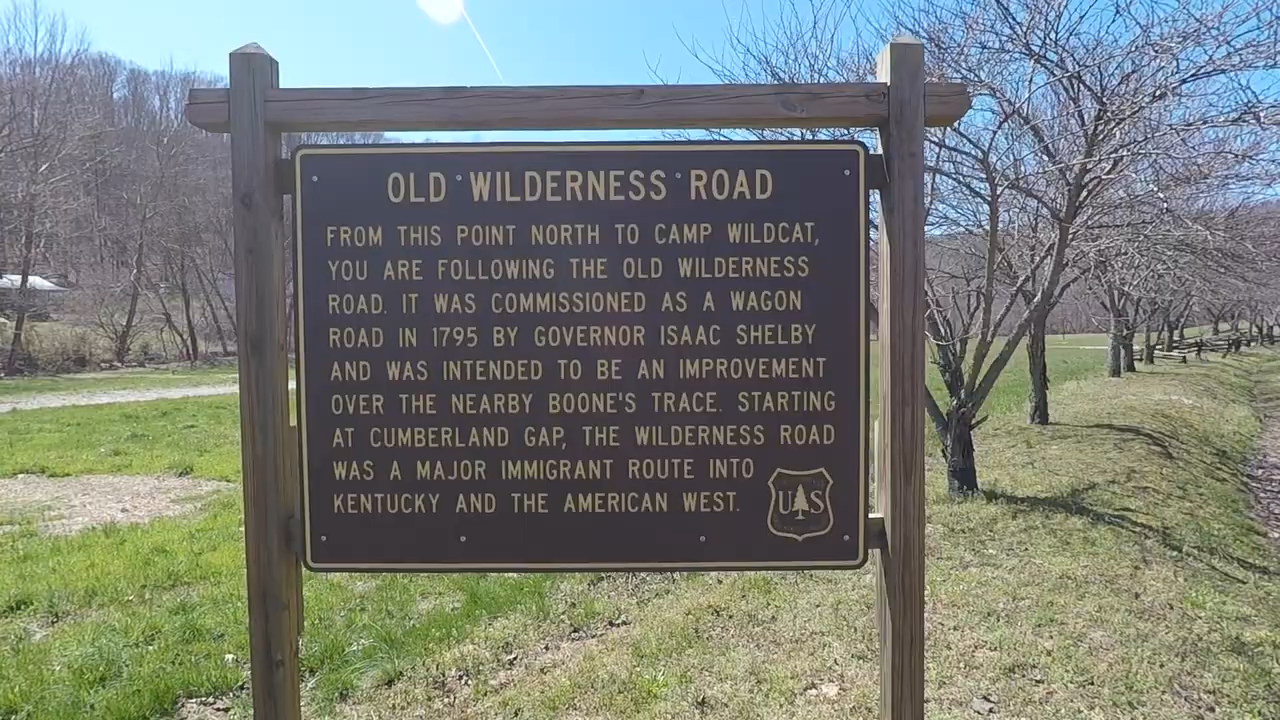 OLD WILDERNESS ROAD
FROM THIS POINT NORTH TO CAMP WILDCAT,
YOU ARE FOLLOWING THE OLD WILDERNESS
ROAD. IT WAS COMMISSIONED AS A WAGON
ROAD IN 1795 BY GOVERNOR ISAAC SHELBY
AND WAS INTENDED TO BE AN IMPROVEMENT
OVER THE NEARBY BOONE'S TRACE. STARTING
AT CUMBERLAND GAP, THE WILDERNESS ROAD
WAS A MAJOR IMMIGRANT ROUTE INTO
KENTUCKY AND THE AMERICAN WEST.
U S